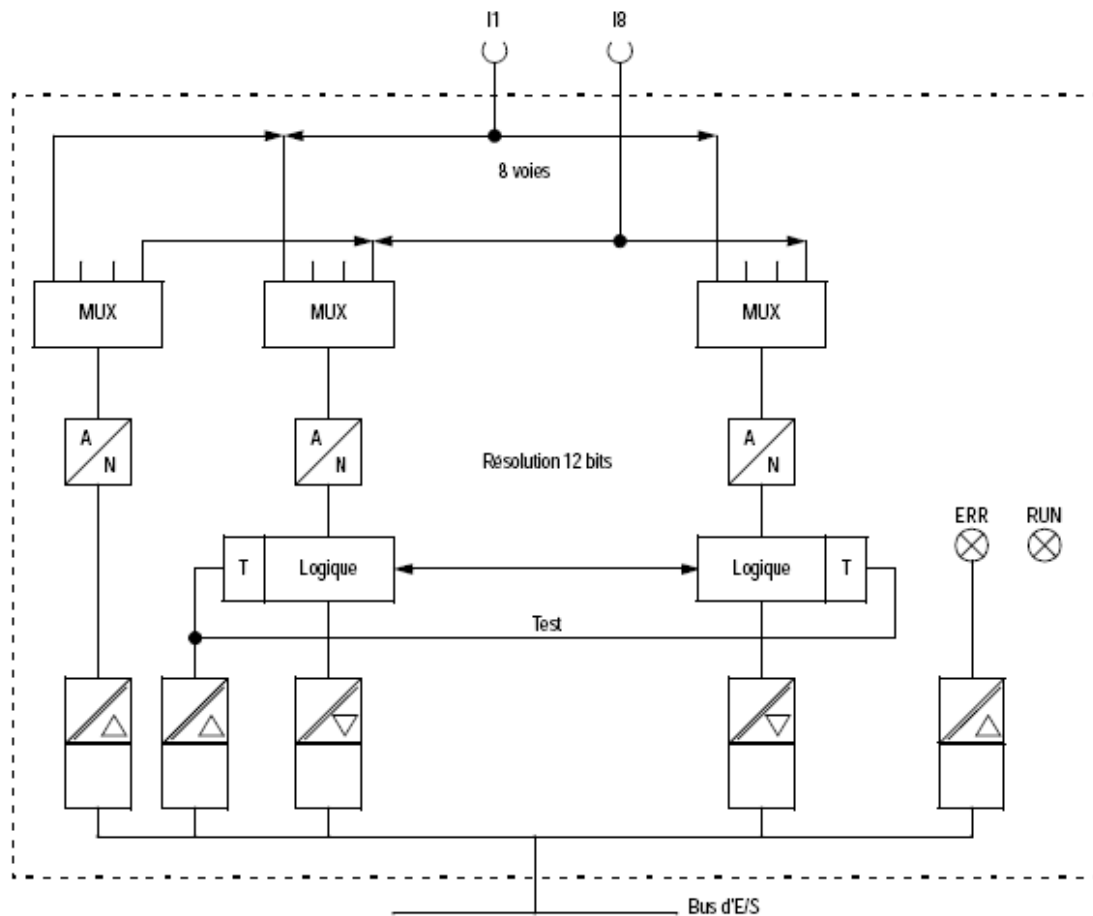 I1 I8
8 voies
MUX MUX MUX
A A A
N N N
Résolution 12 bits
ERR RUN
T Logique Logique T
Test
Bus d'E/S